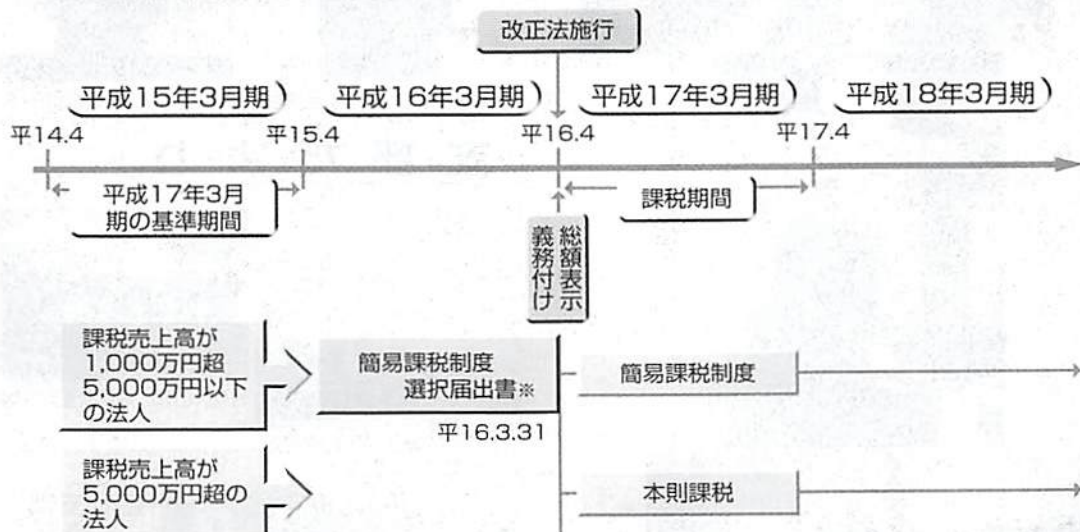 改正法施行
平成15年3月期
平成16年3月期
平成17年3月期
平成18年3月期
平14.4
平15.4
平16.4
平17.4
平成17年3月
期の基準期間
課税期間
総額表示
義務付け
課税売上高が
1,000万円超
5,000万円以下
の法人
簡易課税制度
選択届出書※
簡易課税制度
平16.3.31
課税売上高が
5,000万円超の
法人
本則課税